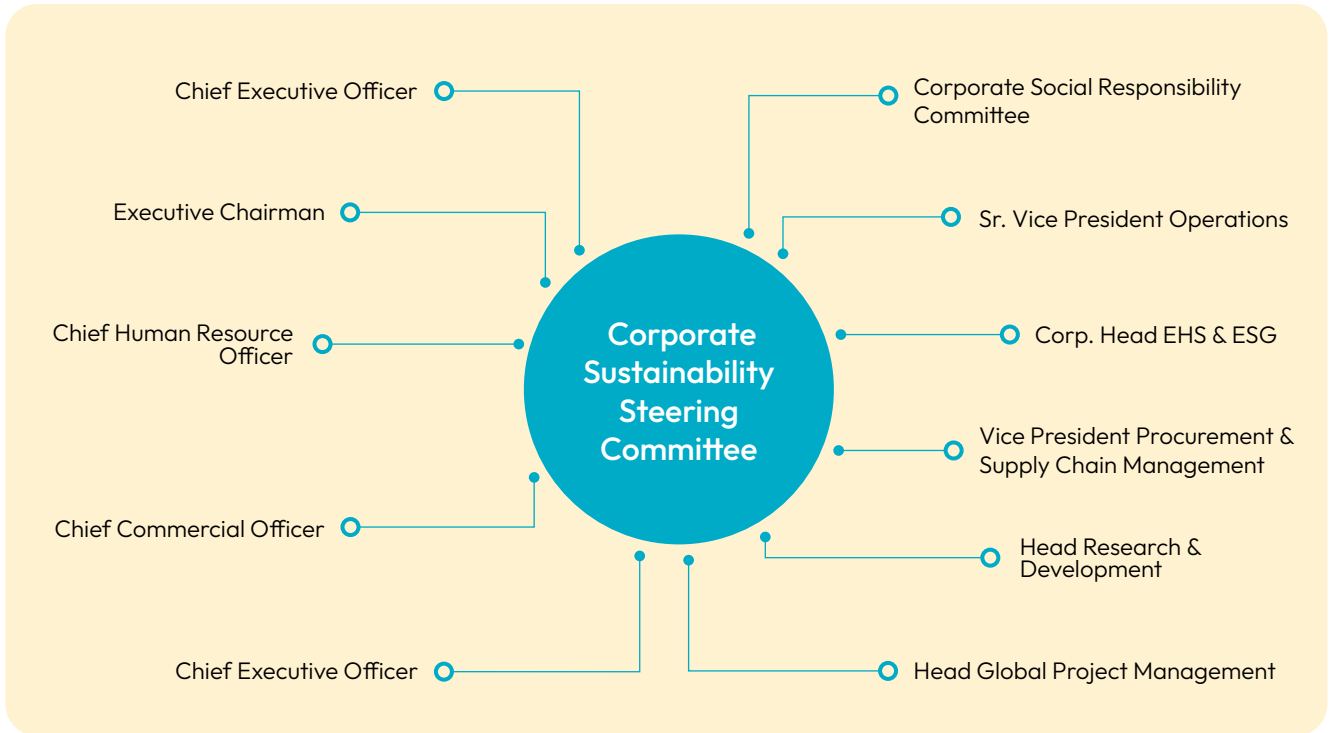 Chief Executive Officer
Executive Chairman
Chief Human Resource
Officer
Chief Commercial Officer
Chief Executive Officer
Corporate
Sustainability
Steering
Committee
Corporate Social Responsibility
Committee
Sr. Vice President Operations
Corp. Head EHS & ESG
Vice President Procurement &
Supply Chain Management
Head Research &
Development
Head Global Project Management